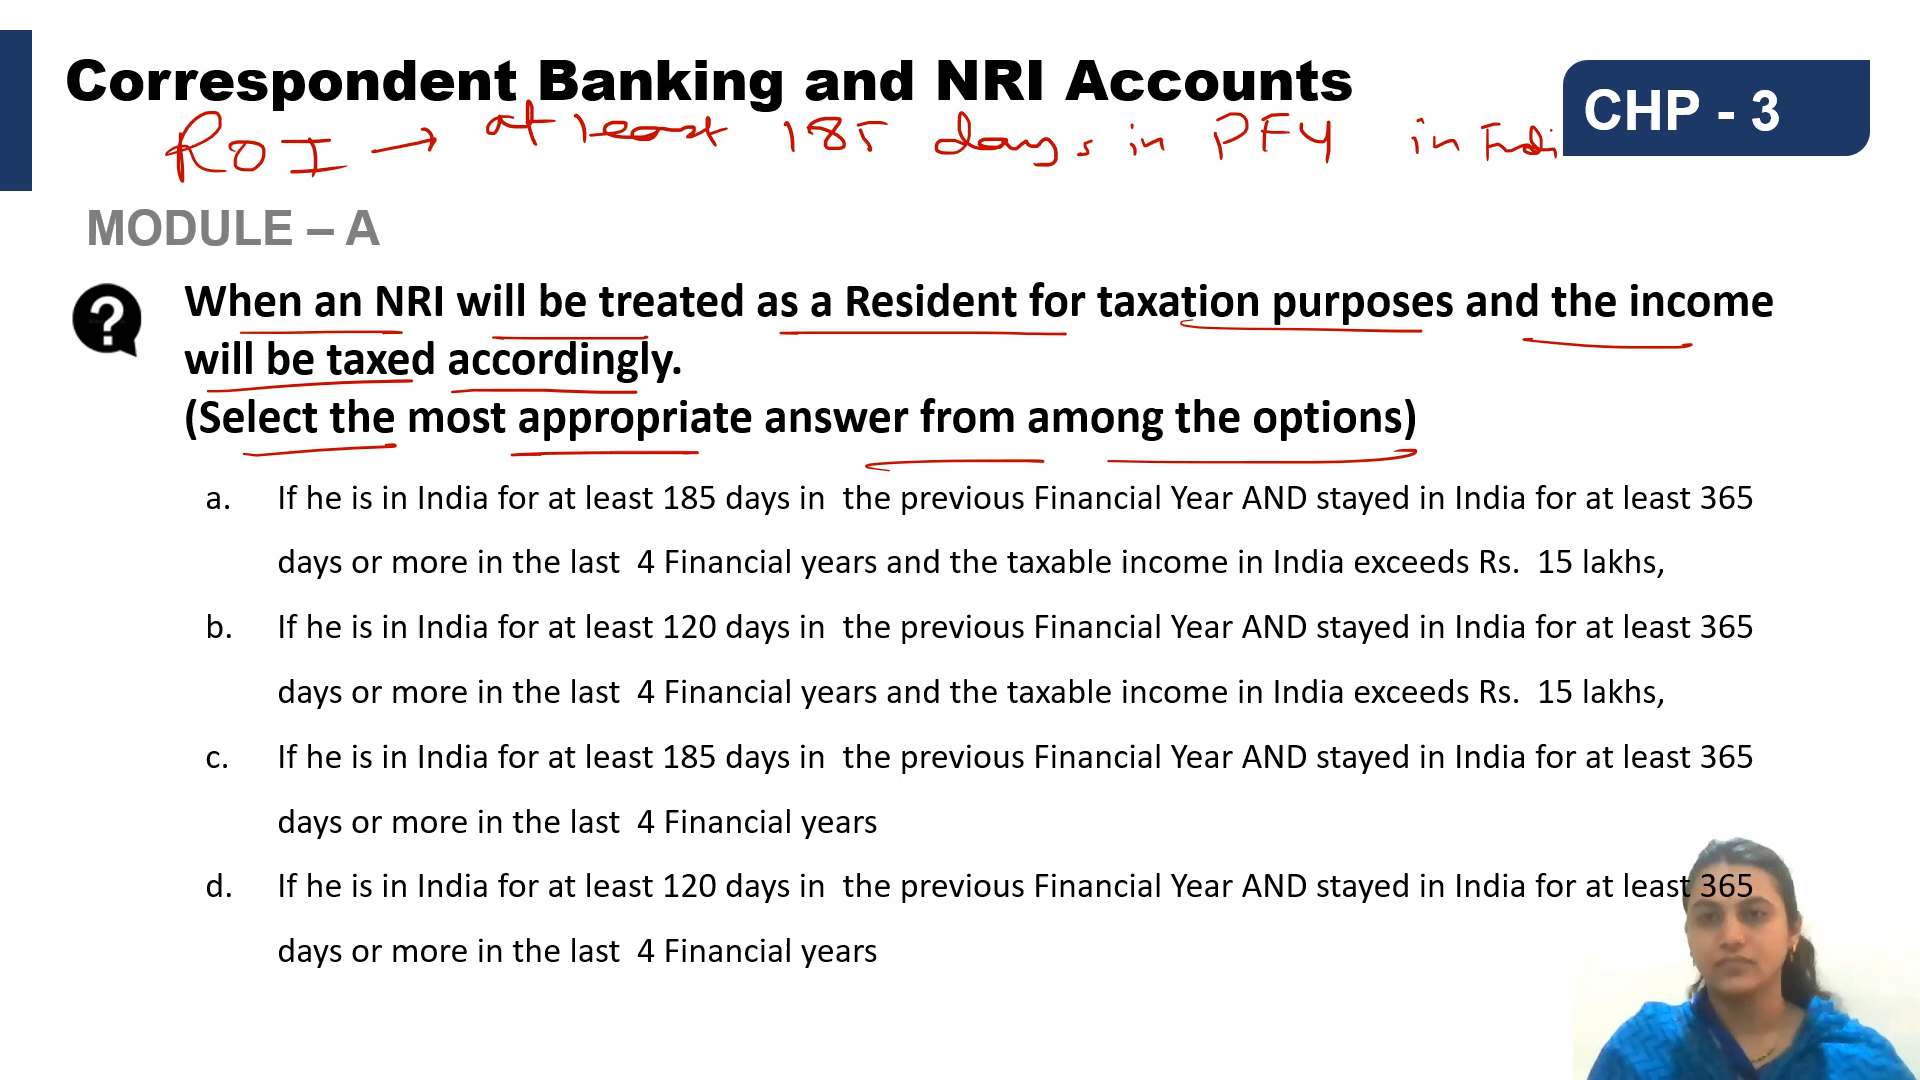 Correspondent Banking and NRI Accounts
CHP - 3
ROI → at least 185 days in PFY in Indi
MODULE – A
?
When an NRI will be treated as a Resident for taxation purposes and the income
will be taxed accordingly.
(Select the most appropriate answer from among the options)
a. If he is in India for at least 185 days in the previous Financial Year AND stayed in India for at least 365
days or more in the last 4 Financial years and the taxable income in India exceeds Rs. 15 lakhs,
b. If he is in India for at least 120 days in the previous Financial Year AND stayed in India for at least 365
days or more in the last 4 Financial years and the taxable income in India exceeds Rs. 15 lakhs,
c. If he is in India for at least 185 days in the previous Financial Year AND stayed in India for at least 365
days or more in the last 4 Financial years
d. If he is in India for at least 120 days in the previous Financial Year AND stayed in India for at least 365
days or more in the last 4 Financial years